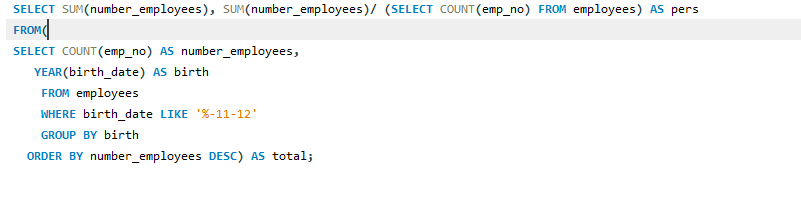 SELECT SUM(number_employees), SUM(number_employees)/ (SELECT COUNT(emp_no) FROM employees) AS pers
FROM(
SELECT COUNT(emp_no) AS number_employees,
YEAR(birth_date) AS birth
FROM employees
WHERE birth_date LIKE '%-11-12'
GROUP BY birth
ORDER BY number_employees DESC) AS total;